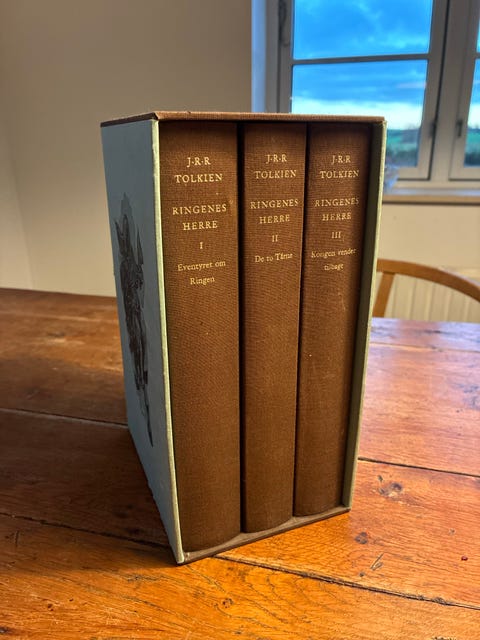 J·R·R
TOLKIEN
RINGENES
HERRE
I
Eventyret om
Ringen
J·R·R
TOLKIEN
RINGENES
HERRE
II
De to Tårne
J·R·R
TOLKIEN
RINGENES
HERRE
III
Kongen vender
tilbage